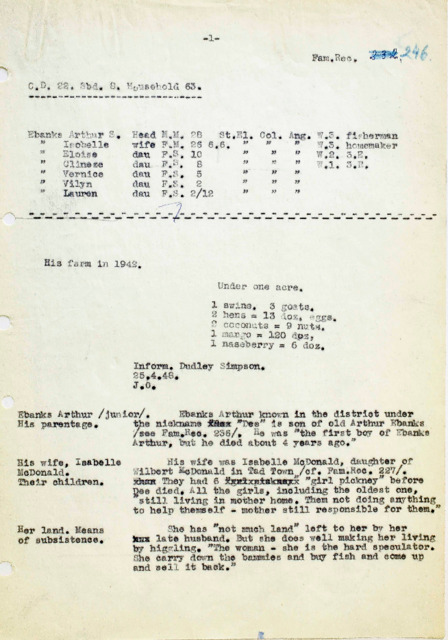 -1-
Fam.Rec. 232. 246.
C.D. 22. Sbd. S. Household 63.
Ebanks Arthur S. Head M.M. 28 St.El. Col. Ang. W.S. fisherman
" Isobelle wife F.M. 26 6.6. " " " W.S. homemaker
" Eloise dau F.S. 10 " " " W.2. S.E.
" Clinese dau F.S. 8 " " " W.1. S.E.
" Vernice dau F.S. 5 " " "
" Vilyn dau F.S. 2 " " "
" Lauren dau F.S. 2/12 " " "
His farm in 1942.
Under one acre.
1 swine, 3 goats.
2 hens = 13 doz. eggs.
2 coconuts = 9 nuts.
1 mango = 120 doz,
1 naseberry = 6 doz.
Inform. Dudley Simpson.
25.4.48.
J.O.
Ebanks Arthur /junior/. Ebanks Arthur known in the district under
His parentage. the nickname "Dee" is son of old Arthur Ebanks
/see Fam.Rec. 236/. He was "the first boy of Ebanks
Arthur, but he died about 4 years ago."
His wife, Isabelle His wife was Isabelle McDonald, daughter of
McDonald. Wilbert McDonald in Tad Town /cf. Fam.Rec. 227/.
Their children. They had 6 "girl pickney" before
Dee died. All the girls, including the oldest one,
"still living in mother home. Them not doing anything
to help themself - mother still responsible for them."
Her land. Means She has "not much land" left to her by her
of subsistence. late husband. But she does well making her living
by higgling. "The woman - she is the hard speculator.
She carry down the bammies and buy fish and come up
and sell it back."